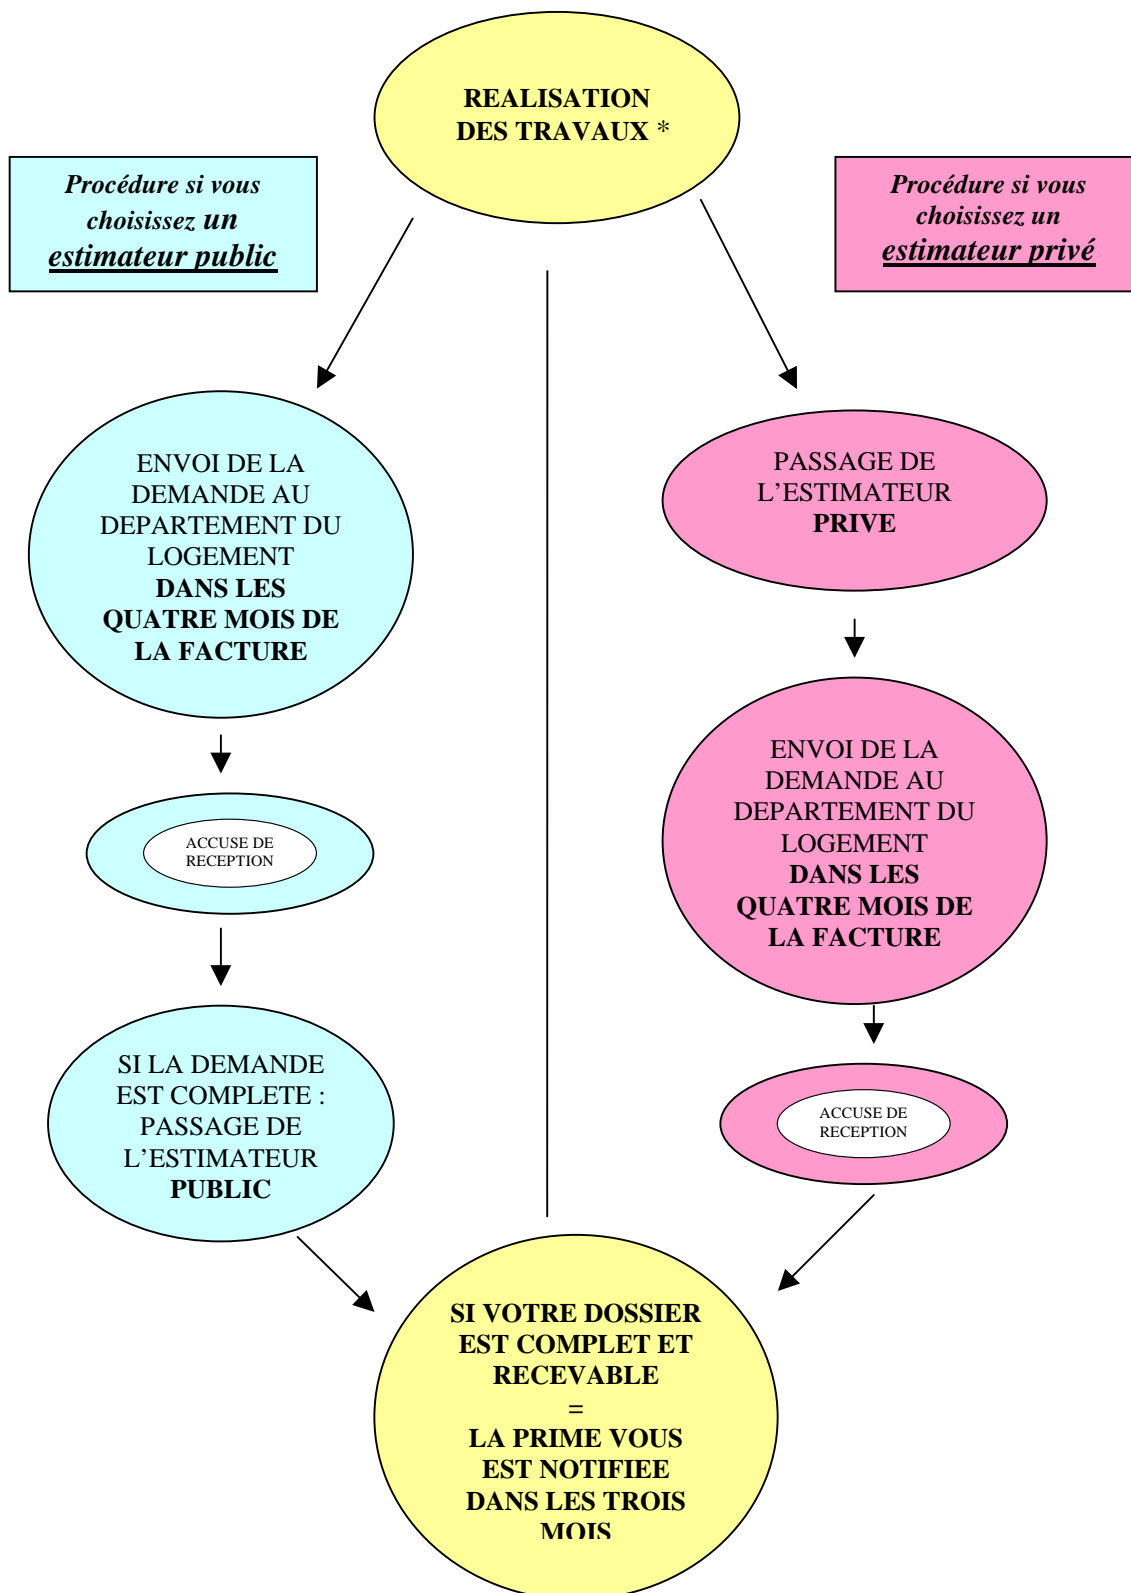 REALISATION
DES TRAVAUX *
Procédure si vous
choisissez un
estimateur public
Procédure si vous
choisissez un
estimateur privé
ENVOI DE LA
DEMANDE AU
DEPARTEMENT DU
LOGEMENT
DANS LES
QUATRE MOIS DE
LA FACTURE
ACCUSE DE
RECEPTION
SI LA DEMANDE
EST COMPLETE :
PASSAGE DE
L’ESTIMATEUR
PUBLIC
PASSAGE DE
L’ESTIMATEUR
PRIVE
ENVOI DE LA
DEMANDE AU
DEPARTEMENT DU
LOGEMENT
DANS LES
QUATRE MOIS DE
LA FACTURE
ACCUSE DE
RECEPTION
SI VOTRE DOSSIER
EST COMPLET ET
RECEVABLE
=
LA PRIME VOUS
EST NOTIFIEE
DANS LES TROIS
MOIS